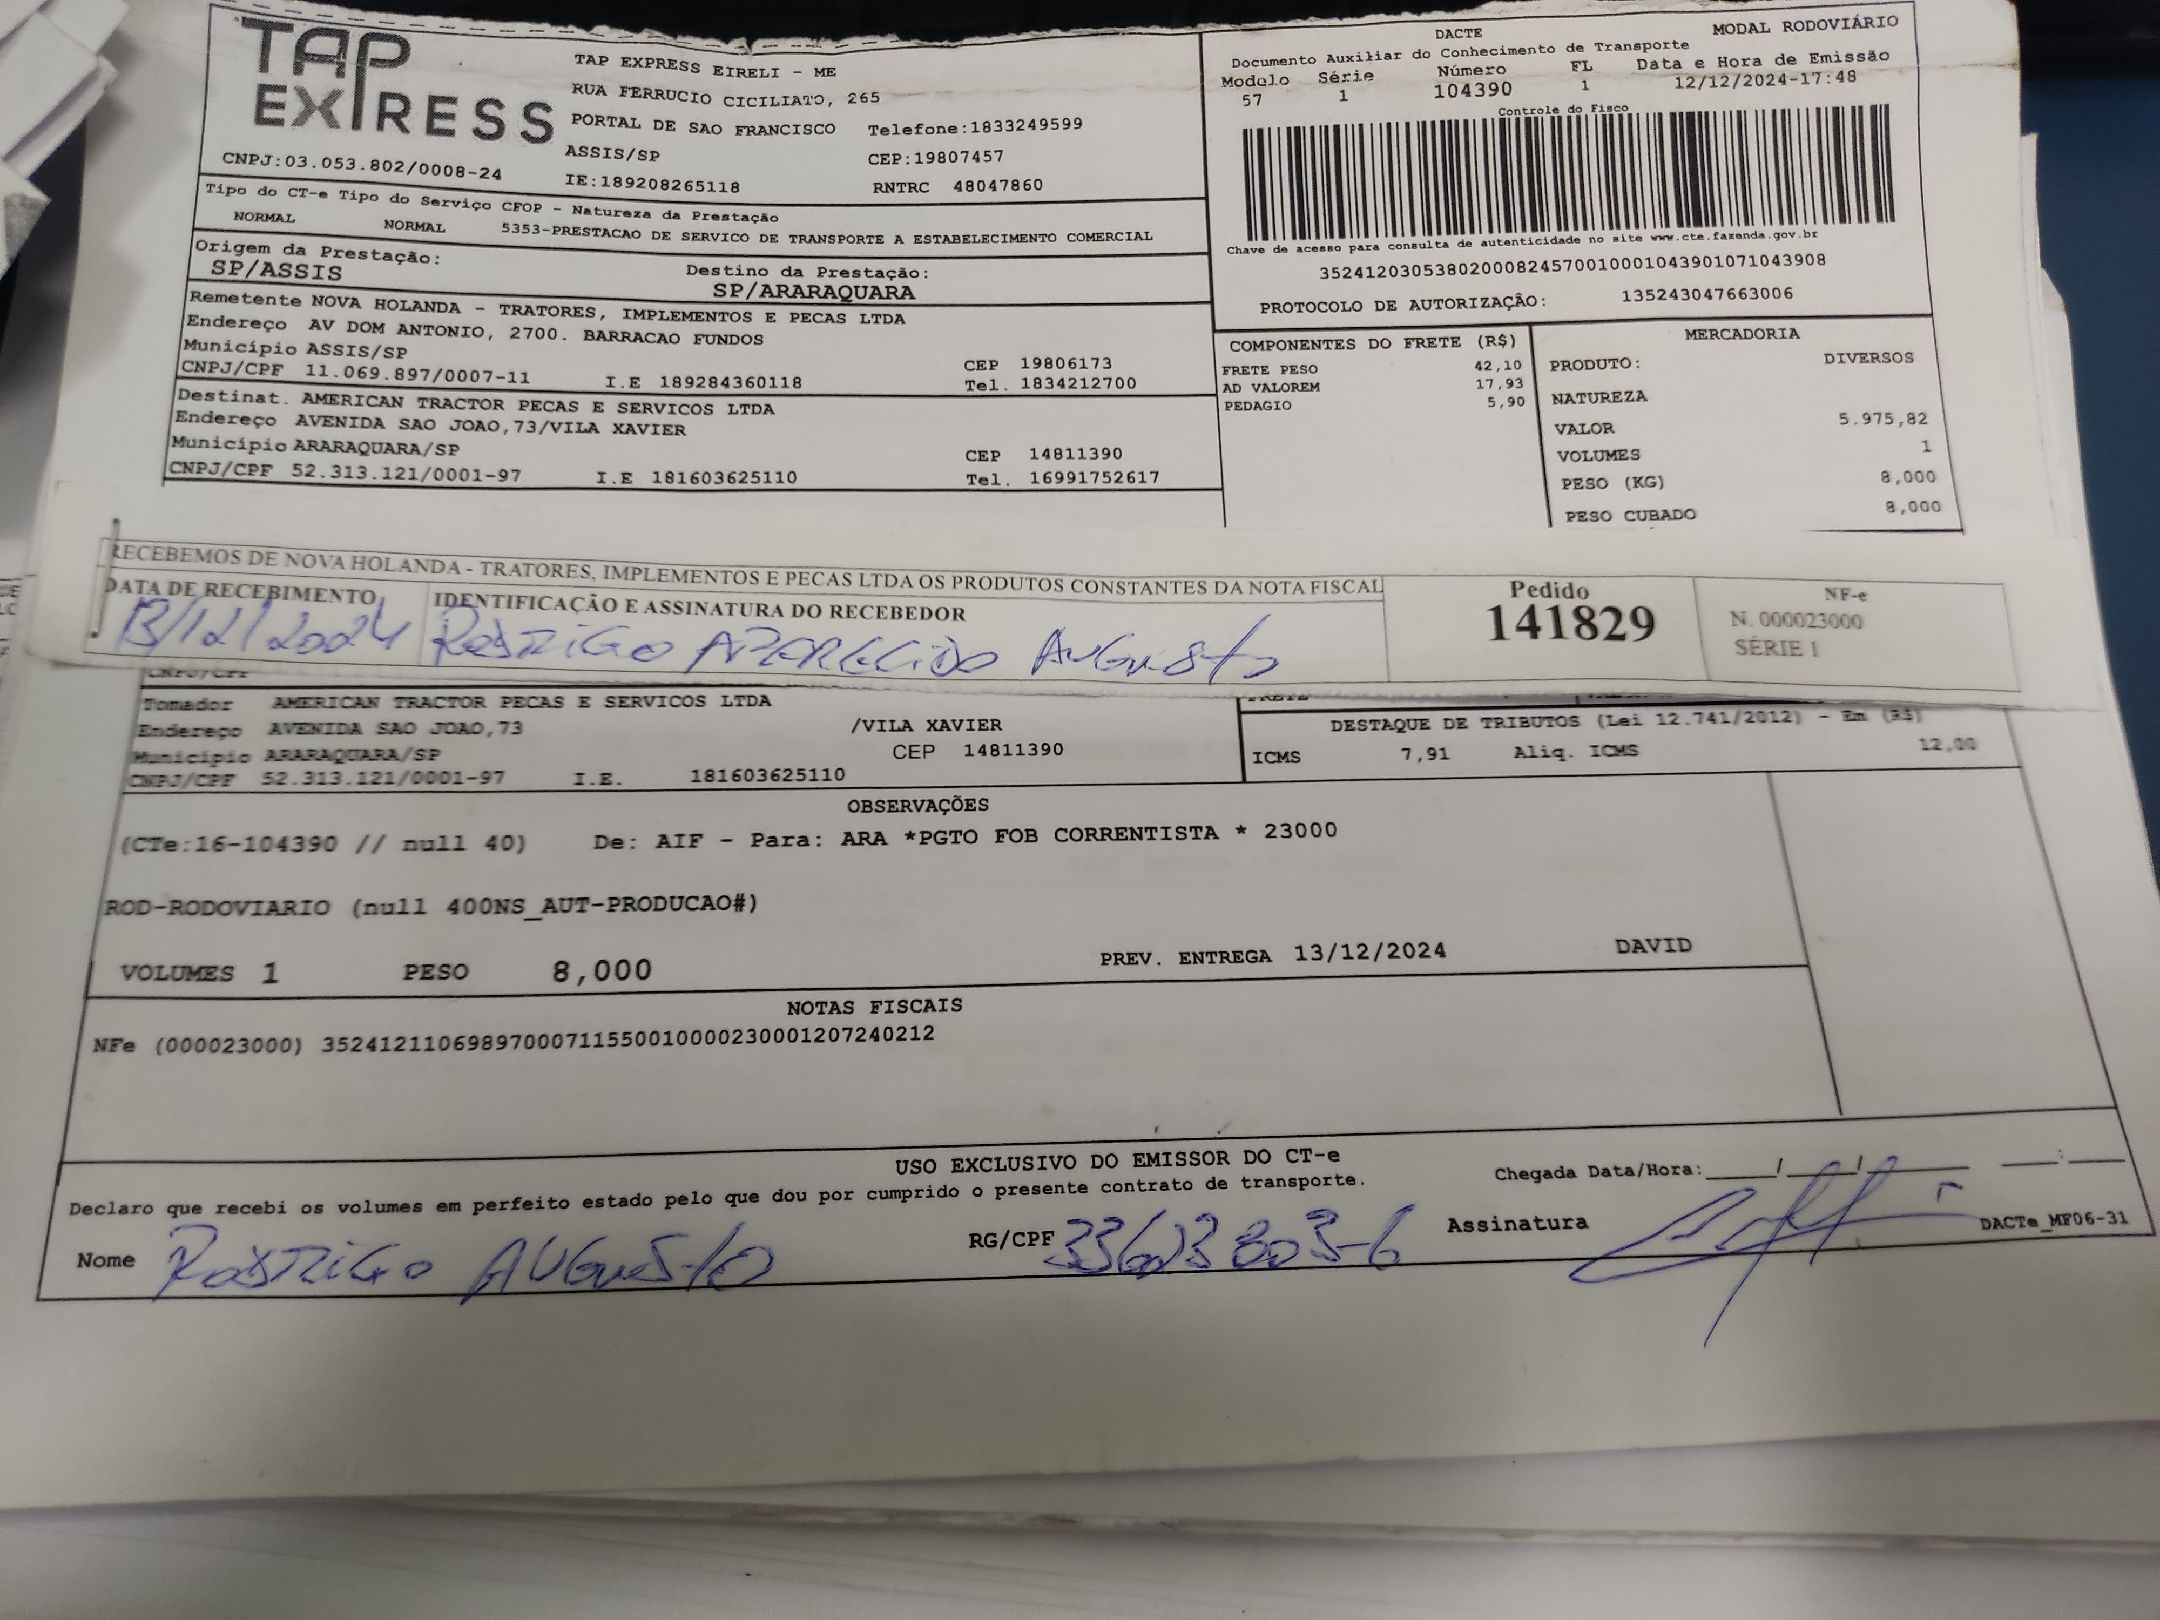 TAP EXPRESS
TAP EXPRESS EIRELI - ME
RUA FERRUCIO CICILIATO, 265
PORTAL DE SAO FRANCISCO Telefone:1833249599
ASSIS/SP CEP:19807457
CNPJ:03.053.802/0008-24 IE:189208265118 RNTRC 48047860
Tipo do CT-e Tipo do Serviço CFOP - Natureza da Prestação
NORMAL NORMAL 5353-PRESTACAO DE SERVICO DE TRANSPORTE A ESTABELECIMENTO COMERCIAL
Origem da Prestação: Destino da Prestação:
SP/ASSIS SP/ARARAQUARA
Remetente NOVA HOLANDA - TRATORES, IMPLEMENTOS E PECAS LTDA
Endereço AV DOM ANTONIO, 2700. BARRACAO FUNDOS
Município ASSIS/SP CEP 19806173
CNPJ/CPF 11.069.897/0007-11 I.E 189284360118 Tel. 1834212700
Destinat. AMERICAN TRACTOR PECAS E SERVICOS LTDA
Endereço AVENIDA SAO JOAO,73/VILA XAVIER
Município ARARAQUARA/SP CEP 14811390
CNPJ/CPF 52.313.121/0001-97 I.E 181603625110 Tel. 16991752617
DACTE MODAL RODOVIÁRIO
Documento Auxiliar do Conhecimento de Transporte
Modelo Série Número FL Data e Hora de Emissão
57 1 104390 1 12/12/2024-17:48
Controle do Fisco
Chave de acesso para consulta de autenticidade no site www.cte.fazenda.gov.br
35241203053802000824570010001043901071043908
PROTOCOLO DE AUTORIZAÇÃO: 135243047663006
COMPONENTES DO FRETE (R$)
FRETE PESO 42,10
AD VALOREM 17,93
PEDAGIO 5,90
MERCADORIA
PRODUTO: DIVERSOS
NATUREZA
VALOR 5.975,82
VOLUMES 1
PESO (KG) 8,000
PESO CUBADO 8,000
RECEBEMOS DE NOVA HOLANDA - TRATORES, IMPLEMENTOS E PECAS LTDA OS PRODUTOS CONSTANTES DA NOTA FISCAL
DATA DE RECEBIMENTO IDENTIFICAÇÃO E ASSINATURA DO RECEBEDOR
13/12/2024 RODRIGO APARECIDO AUGUSTO
Pedido
141829
NF-e
N. 000023000
SÉRIE 1
CNPJ/CPF
Tomador AMERICAN TRACTOR PECAS E SERVICOS LTDA
Endereço AVENIDA SAO JOAO,73 /VILA XAVIER
Município ARARAQUARA/SP CEP 14811390
CNPJ/CPF 52.313.121/0001-97 I.E. 181603625110
FRETE
DESTAQUE DE TRIBUTOS (Lei 12.741/2012) - Em (R$)
ICMS 7,91 Aliq. ICMS 12,00
OBSERVAÇÕES
(CTe:16-104390 // null 40) De: AIF - Para: ARA *PGTO FOB CORRENTISTA * 23000
ROD-RODOVIARIO (null 400NS_AUT-PRODUCAO#)
VOLUMES 1 PESO 8,000 PREV. ENTREGA 13/12/2024 DAVID
NOTAS FISCAIS
NFe (000023000) 35241211069897000711550010000230001207240212
USO EXCLUSIVO DO EMISSOR DO CT-e
Declaro que recebi os volumes em perfeito estado pelo que dou por cumprido o presente contrato de transporte. Chegada Data/Hora:_____/_____/_______ ____:____
Nome RODRIGO AUGUSTO RG/CPF Assinatura DACTe_MF06-31